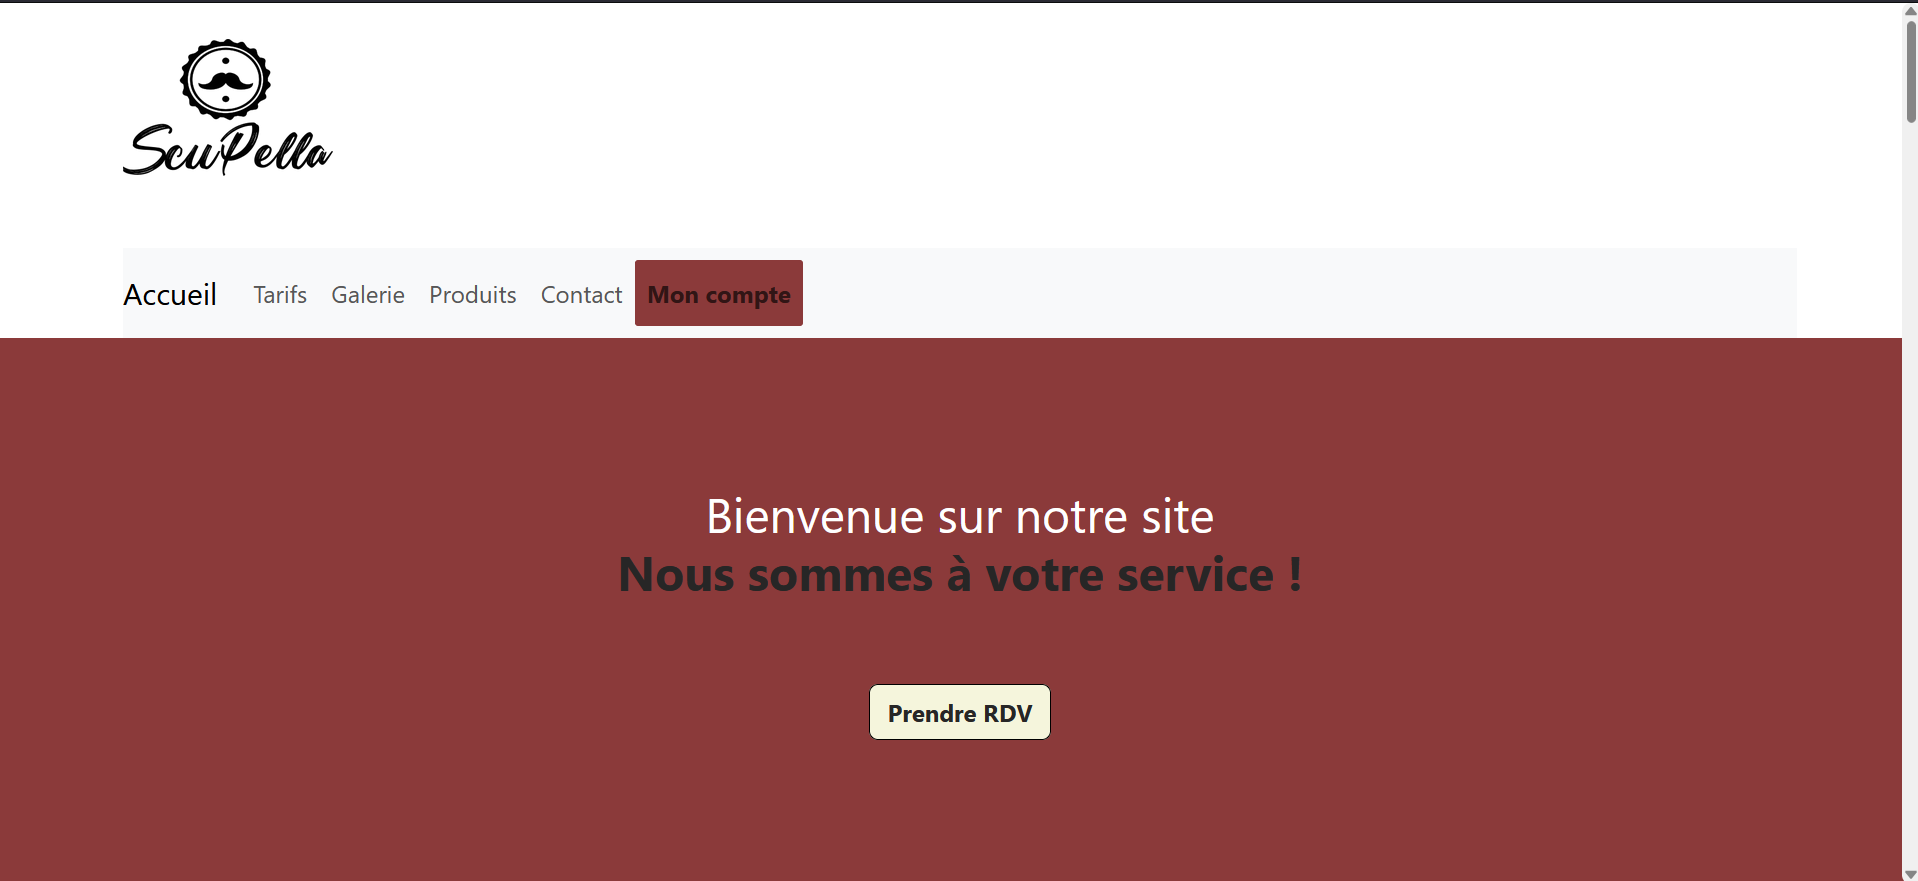 ScuPella
Accueil Tarifs Galerie Produits Contact Mon compte
Bienvenue sur notre site
Nous sommes à votre service !
Prendre RDV